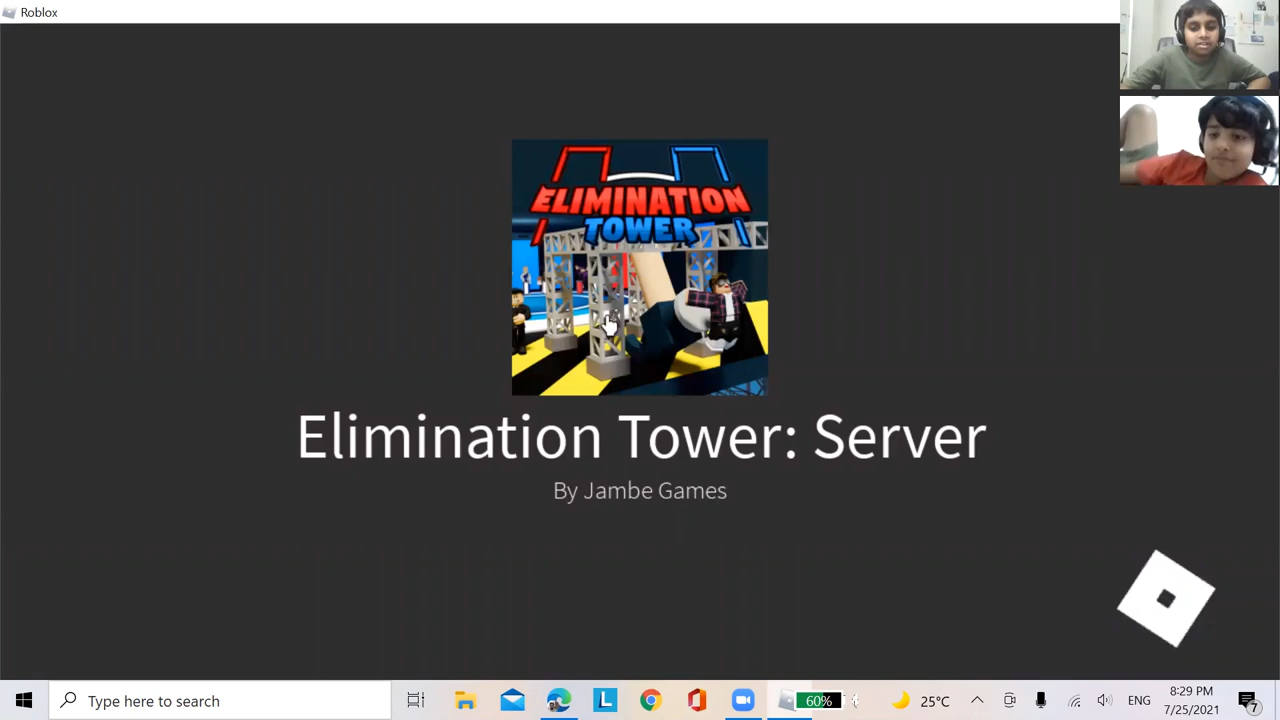 Roblox
ELIMINATION
TOWER
Elimination Tower: Server
By Jambe Games
Type here to search
L
60%
25°C
ENG
8:29 PM
7/25/2021
7